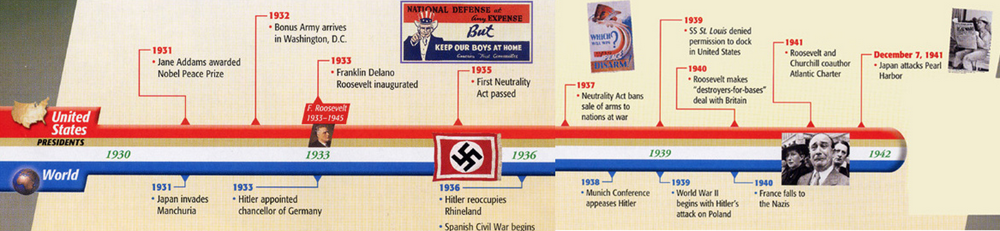 1931
• Jane Addams awarded
Nobel Peace Prize
1932
• Bonus Army arrives
in Washington, D.C.
1933
• Franklin Delano
Roosevelt inaugurated
F. Roosevelt
1933–1945
NATIONAL DEFENSE at
Any EXPENSE
But
KEEP OUR BOYS AT HOME
1935
• First Neutrality
Act passed
1937
• Neutrality Act bans
sale of arms to
nations at war
WHICH?
WILL WIN
WAR
PEACE
DISARM!
1939
• SS St. Louis denied
permission to dock
in United States
1940
• Roosevelt makes
“destroyers-for-bases”
deal with Britain
1941
• Roosevelt and
Churchill coauthor
Atlantic Charter
December 7, 1941
• Japan attacks Pearl
Harbor
United
States
PRESIDENTS
1930
1933
1936
1939
1942
World
1931
• Japan invades
Manchuria
1933
• Hitler appointed
chancellor of Germany
1936
• Hitler reoccupies
Rhineland
• Spanish Civil War begins
1938
• Munich Conference
appeases Hitler
1939
• World War II
begins with Hitler’s
attack on Poland
1940
• France falls to
the Nazis